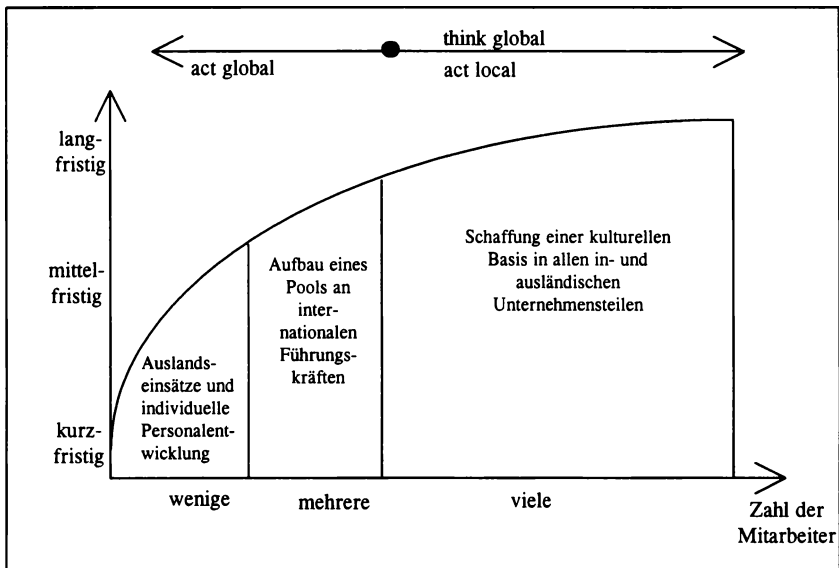 think global
act global
act local
lang-
fristig
mittel-
fristig
kurz-
fristig
Auslands-
einsätze und
individuelle
Personalent-
wicklung
Aufbau eines
Pools an
inter-
nationalen
Führungs-
kräften
Schaffung einer kulturellen
Basis in allen in- und
ausländischen
Unternehmensteilen
wenige
mehrere
viele
Zahl der
Mitarbeiter